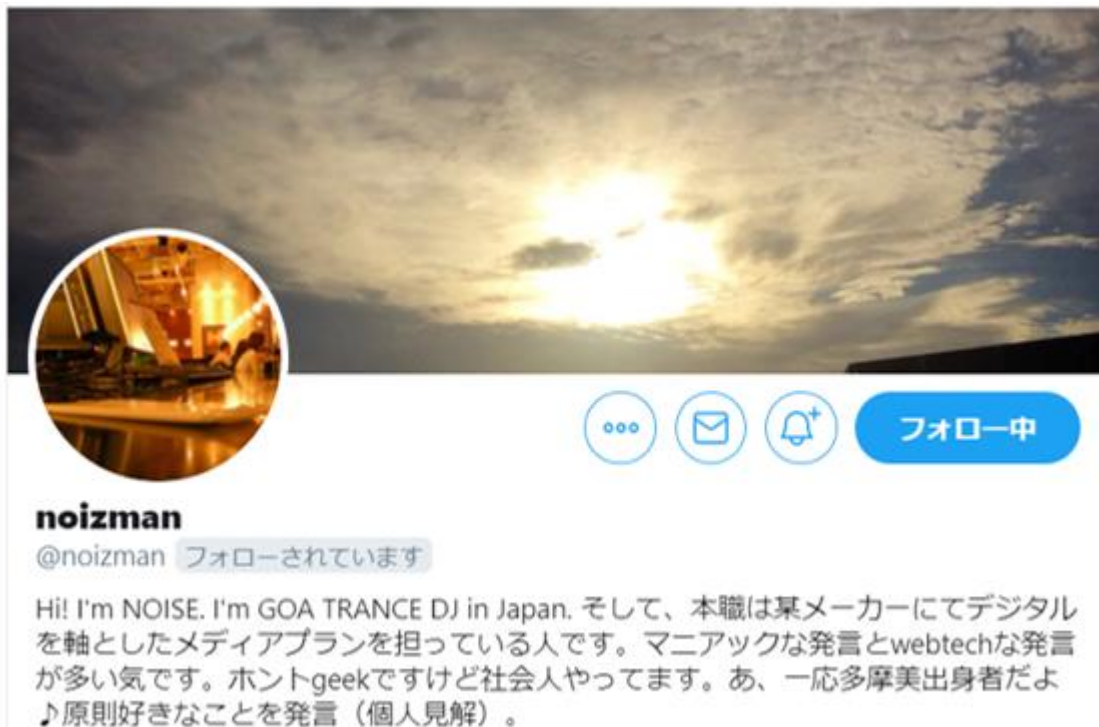 フォロー中
noizman
@noizman フォローされています
Hi! I'm NOISE. I'm GOA TRANCE DJ in Japan. そして、本職は某メーカーにてデジタル
を軸としたメディアプランを担っている人です。マニアックな発言とwebtechな発言
が多い気です。ホントgeekですけど社会人やってます。あ、一応多摩美出身者だよ
♪原則好きなことを発言（個人見解）。